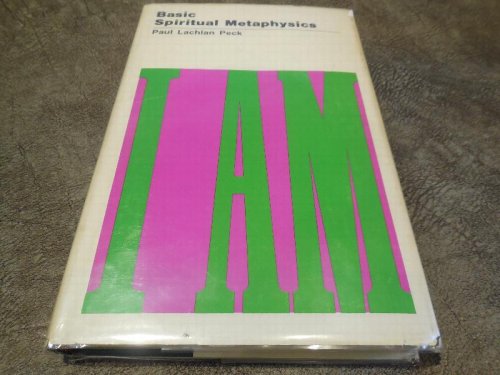 Basic
Spiritual Metaphysics
Paul Lachlan Peck
I AM